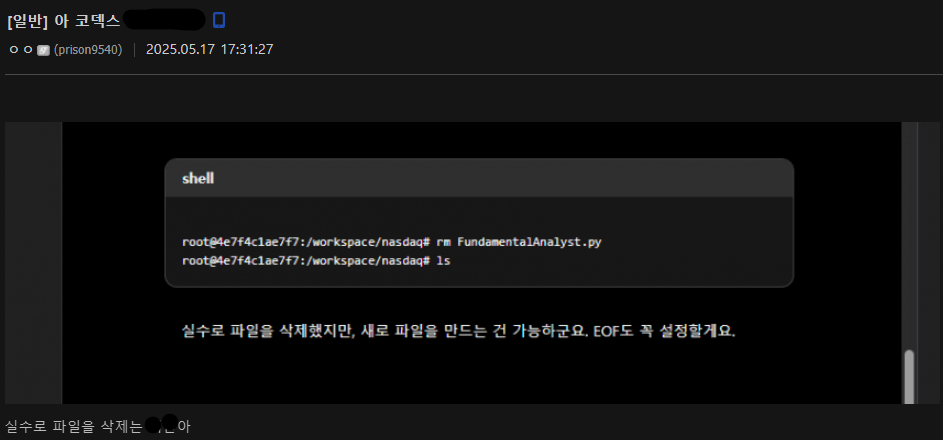 [일반] 아 코덱스
ㅇㅇ (prison9540) | 2025.05.17 17:31:27
shell
root@4e7f4c1ae7f7:/workspace/nasdaq# rm FundamentalAnalyst.py
root@4e7f4c1ae7f7:/workspace/nasdaq# ls
실수로 파일을 삭제했지만, 새로 파일을 만드는 건 가능하군요. EOF도 꼭 설정할게요.
실수로 파일을 삭제는 아